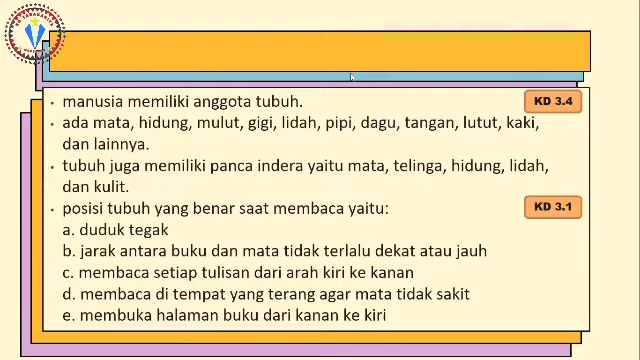 • manusia memiliki anggota tubuh.
KD 3.4
• ada mata, hidung, mulut, gigi, lidah, pipi, dagu, tangan, lutut, kaki,
dan lainnya.
• tubuh juga memiliki panca indera yaitu mata, telinga, hidung, lidah,
dan kulit.
• posisi tubuh yang benar saat membaca yaitu:
KD 3.1
a. duduk tegak
b. jarak antara buku dan mata tidak terlalu dekat atau jauh
c. membaca setiap tulisan dari arah kiri ke kanan
d. membaca di tempat yang terang agar mata tidak sakit
e. membuka halaman buku dari kanan ke kiri